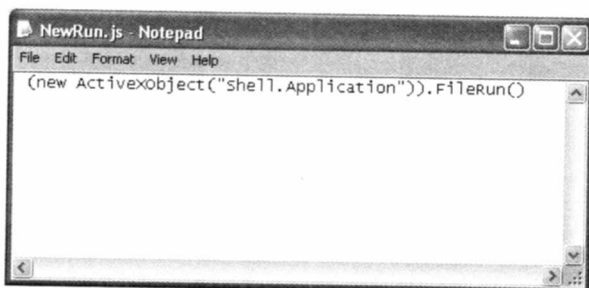 NewRun.js - Notepad
File Edit Format View Help
(new ActiveXObject("Shell.Application")).FileRun()